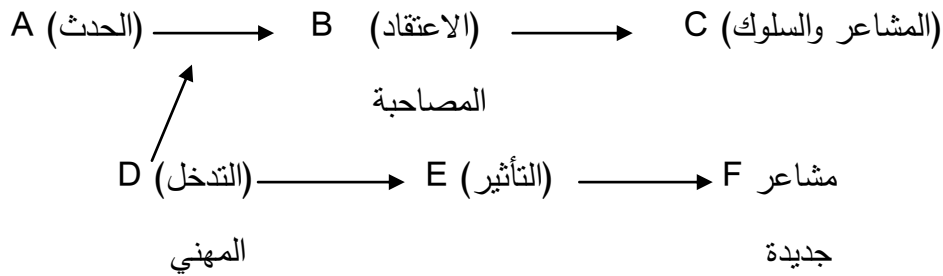 A (الحدث) B (الاعتقاد) C (المشاعر والسلوك)
المصاحبة
D (التدخل) E (التأثير) F مشاعر
المهني جديدة